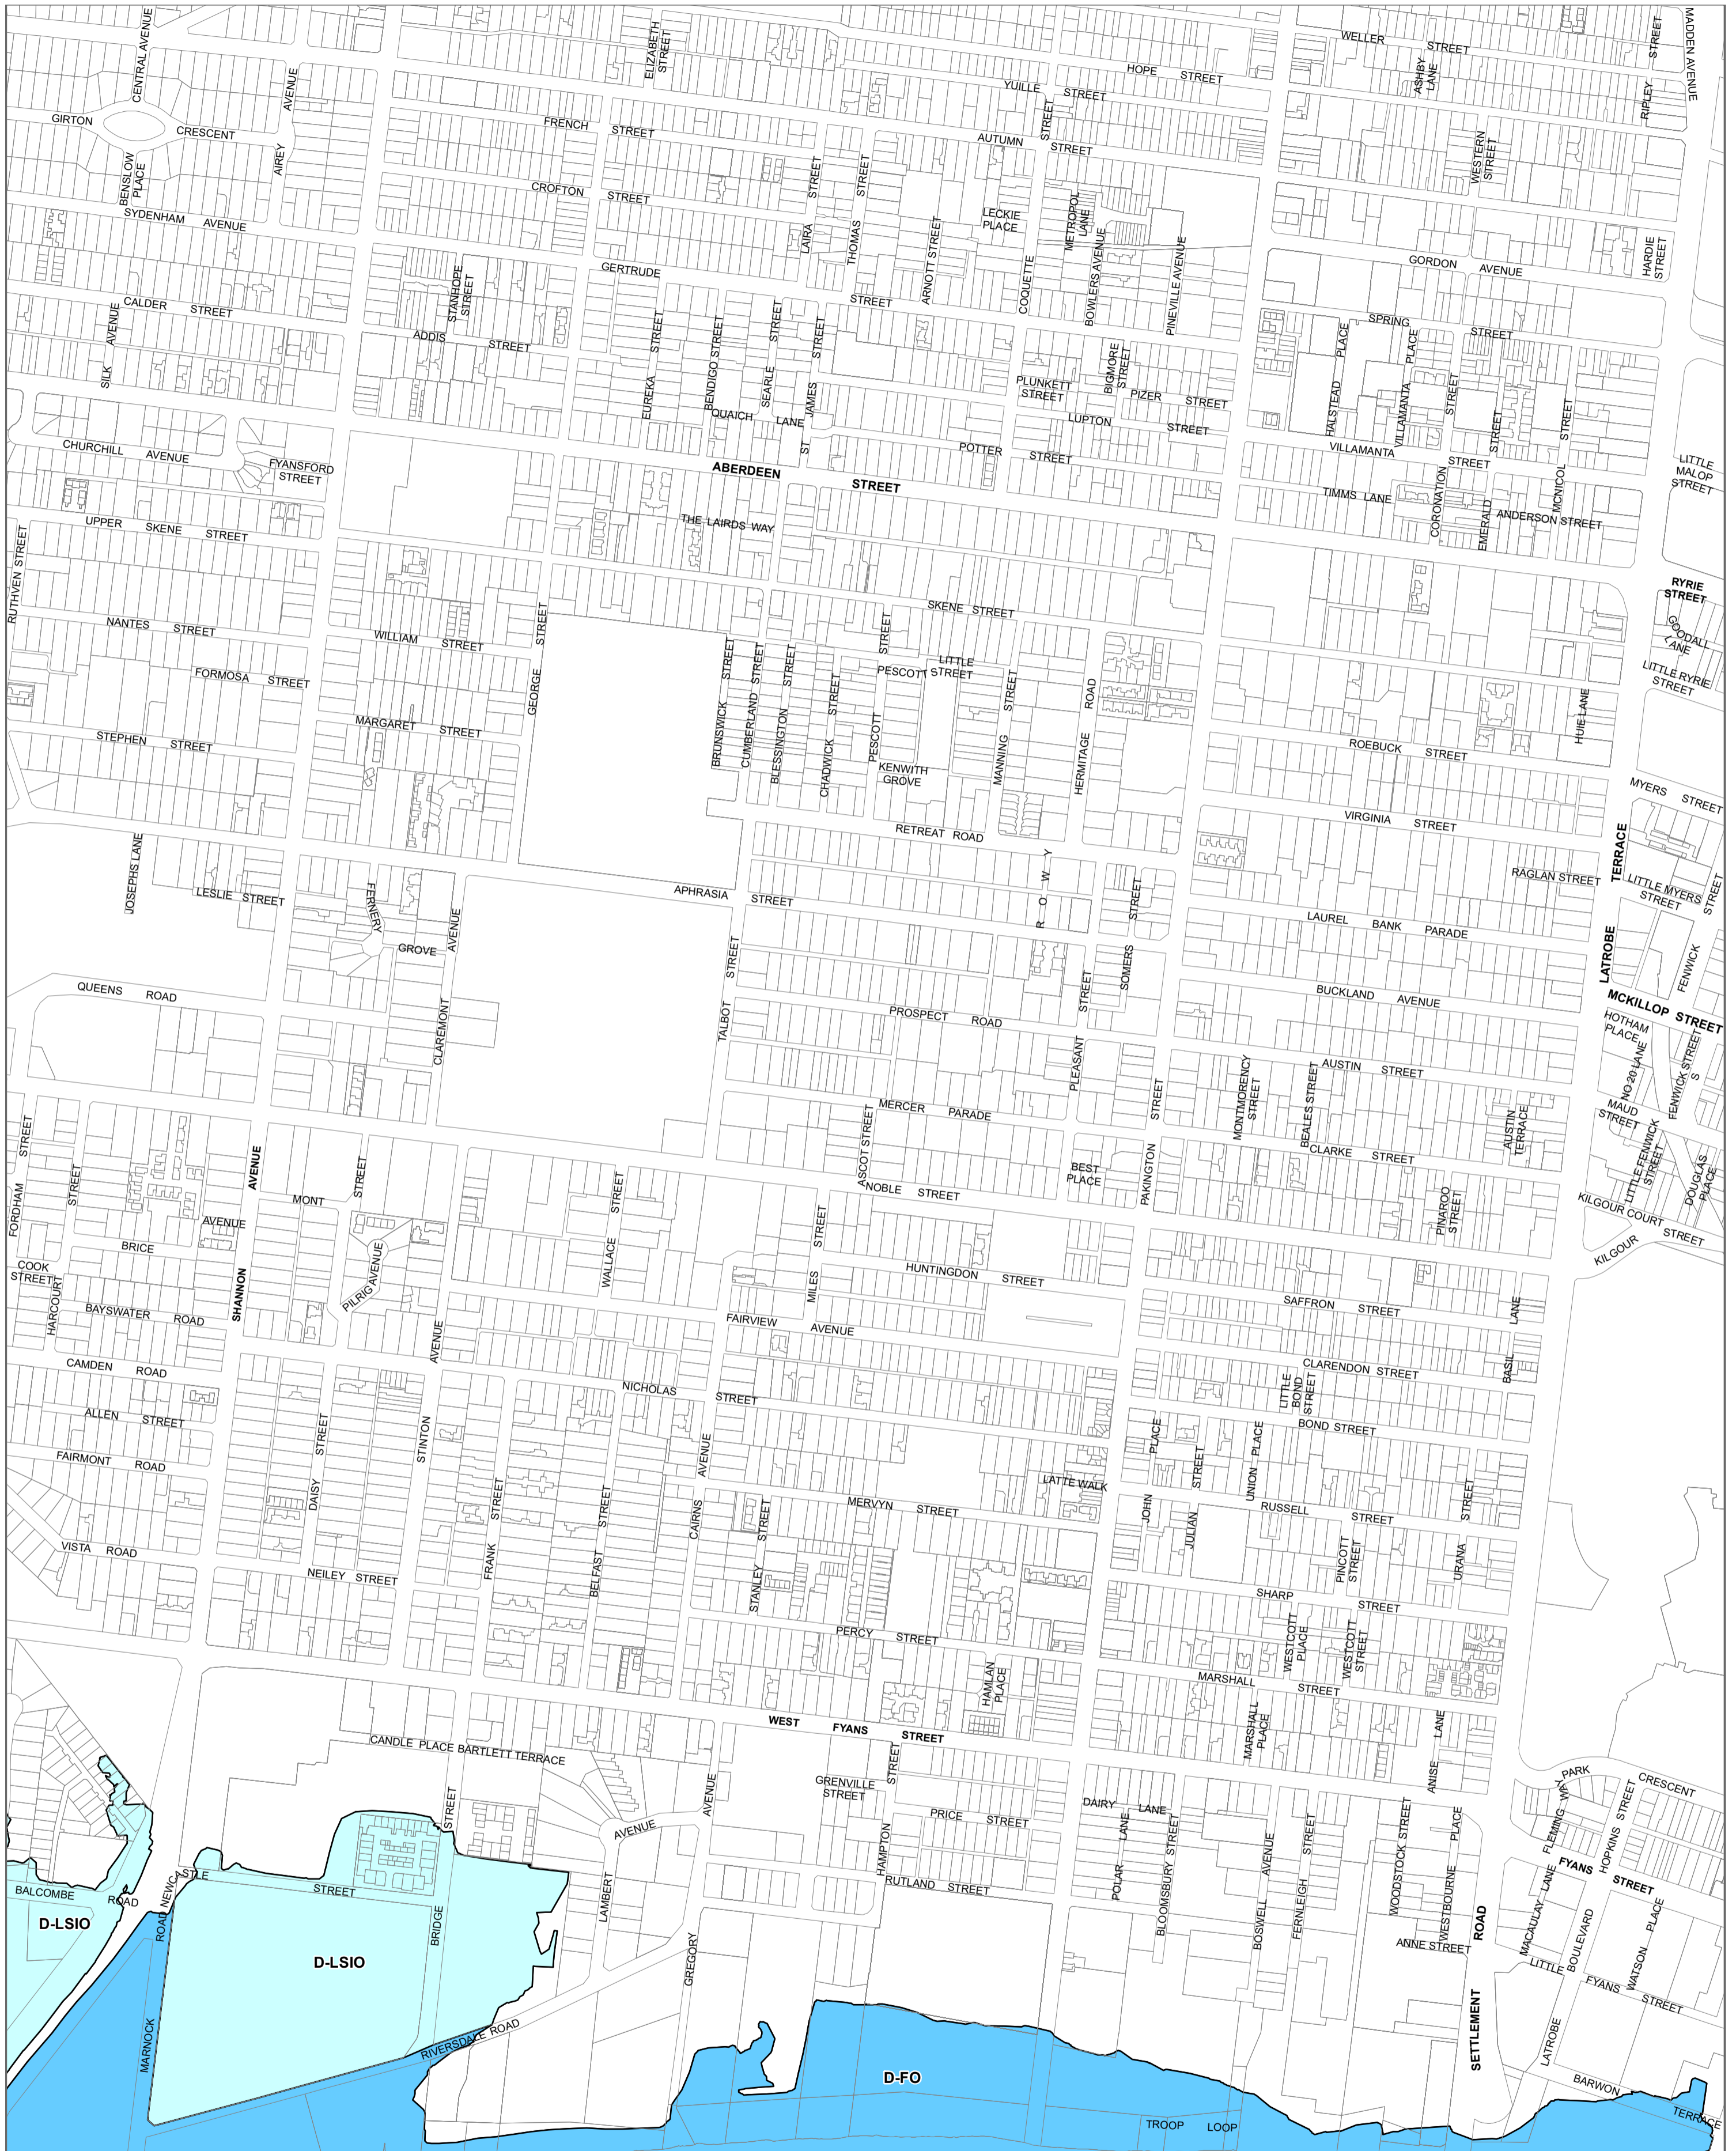 CENTRAL AVENUE
ELIZABETH
STREET
WELLER STREET
STREET
MADDEN AVENUE
HOPE STREET
ASHBY
LANE
RIPLEY
YUILLE STREET
AVENUE
GIRTON CRESCENT
FRENCH STREET
STREET
AUTUMN STREET
WESTERN
STREET
BENSLOW
PLACE
AIREY
CROFTON STREET
STREET
STREET
SYDENHAM AVENUE
LAIRA
THOMAS
ARNOTT STREET
LECKIE
PLACE
METROPOL
LANE
BOWLERS AVENUE
PINEVILLE AVENUE
GORDON AVENUE
HARDIE
STREET
STANHOPE
STREET
GERTRUDE STREET
COQUETTE
CALDER STREET
AVENUE
SILK
ADDIS STREET
STREET
EUREKA
BENDIGO STREET
STREET
SEARLE
STREET
JAMES
SPRING STREET
PLACE
HALSTEAD
PLACE
VILLAMANTA
STREET
STREET
STREET
PLUNKETT
STREET
BIGMORE
STREET
PIZER STREET
QUAICH LANE
ST
LUPTON STREET
POTTER STREET
VILLAMANTA STREET
CHURCHILL AVENUE
FYANSFORD
STREET
ABERDEEN STREET
LITTLE
MALOP
STREET
TIMMS LANE
CORONATION
EMERALD
ANDERSON STREET
MCNICOL
UPPER SKENE STREET
THE LAIRDS WAY
RUTHVEN STREET
RYRIE
STREET
GOODALL
LANE
SKENE STREET
NANTES STREET
WILLIAM STREET
STREET
GEORGE
STREET
BRUNSWICK
STREET
CUMBERLAND
STREET
BLESSINGTON
STREET
CHADWICK
STREET
PESCOTT
LITTLE
PESCOTT STREET
STREET
MANNING
ROAD
HERMITAGE
LITTLE RYRIE
STREET
FORMOSA STREET
MARGARET STREET
HUIE LANE
STEPHEN STREET
ROEBUCK STREET
KENWITH
GROVE
MYERS STREET
RETREAT ROAD
VIRGINIA STREET
JOSEPHS LANE
LESLIE STREET
FERNERY
GROVE
AVENUE
CLAREMONT
APHRASIA STREET
R O W Y
STREET
SOMERS
RAGLAN STREET
TERRACE
LATROBE
LITTLE MYERS
STREET
STREET
FENWICK
LAUREL BANK PARADE
STREET
TALBOT
QUEENS ROAD
PROSPECT ROAD
STREET
PLEASANT
BUCKLAND AVENUE
MCKILLOP STREET
HOTHAM
PLACE
NO 20 LANE
FENWICK STREET
S
AUSTIN STREET
MONTMORENCY
STREET
BEALES STREET
MERCER PARADE
STREET
PAKINGTON
MAUD
STREET
AUSTIN
TERRACE
ASCOT STREET
CLARKE STREET
STREET
FORDHAM
STREET
AVENUE
SHANNON
MONT
AVENUE
STREET
STREET
WALLACE
NOBLE STREET
BEST
PLACE
LITTLE FENWICK
STREET
DOUGLAS
PLACE
PINAROO
STREET
KILGOUR COURT
KILGOUR STREET
BRICE
PILRIG AVENUE
STREET
MILES
COOK
STREET
HARCOURT
HUNTINGDON STREET
SAFFRON STREET
LANE
BASIL
BAYSWATER ROAD
FAIRVIEW AVENUE
AVENUE
STINTON
CAMDEN ROAD
CLARENDON STREET
NICHOLAS STREET
LITTLE
BOND
STREET
ALLEN STREET
STREET
DAISY
BOND STREET
PLACE
JOHN
STREET
JULIAN
UNION PLACE
FAIRMONT ROAD
AVENUE
CAIRNS
STREET
FRANK
STREET
BELFAST
LATTE WALK
STREET
URANA
MERVYN STREET
RUSSELL STREET
STREET
STANLEY
PINCOTT
STREET
VISTA ROAD
NEILEY STREET
SHARP STREET
PERCY STREET
WESTCOTT
PLACE
WESTCOTT
STREET
HAMLAN
PLACE
MARSHALL STREET
WEST FYANS STREET
MARSHALL
PLACE
LANE
ANISE
CANDLE PLACE BARTLETT TERRACE
STREET
BRIDGE
AVENUE
GRENVILLE
STREET
STREET
HAMPTON
PRICE STREET
DAIRY LANE
LANE
POLAR
BLOOMSBURY STREET
PARK CRESCENT
FLEMING WAY
HOPKINS STREET
AVENUE
LAMBERT
AVENUE
BOSWELL
STREET
FERNLEIGH
WOODSTOCK STREET
PLACE
WESTBOURNE
FYANS STREET
RUTLAND STREET
BALCOMBE ROAD
NEWCASTLE STREET
ROAD
MARNOCK
D-LSIO
D-LSIO
GREGORY
ANNE STREET
ROAD
SETTLEMENT
MACAULAY LANE
BOULEVARD
LATROBE
WATSON PLACE
LITTLE FYANS STREET
RIVERSDALE ROAD
D-FO
BARWON TERRACE
TROOP LOOP